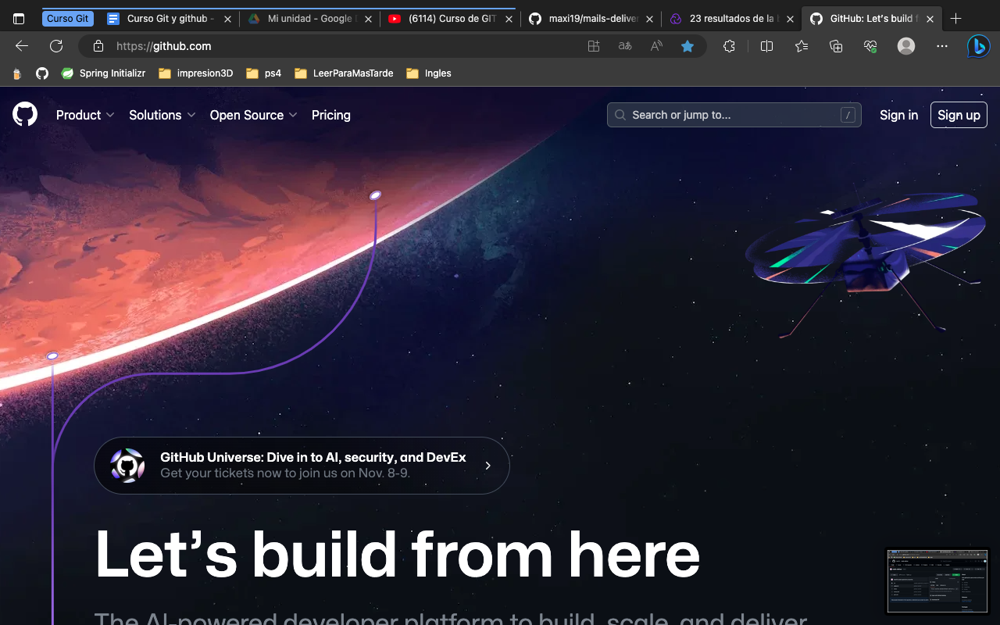 Curso Git
Curso Git y github -
Mi unidad - Google
(6114) Curso de GIT
maxi19/mails-deliver
23 resultados de la
GitHub: Let's build f
https://github.com
Spring Initializr
impresion3D
ps4
LeerParaMasTarde
Ingles
Product
Solutions
Open Source
Pricing
Search or jump to...
/
Sign in
Sign up
GitHub Universe: Dive in to AI, security, and DevEx
Get your tickets now to join us on Nov. 8-9.
Let's build from here
The AI-powered developer platform to build, scale, and deliver